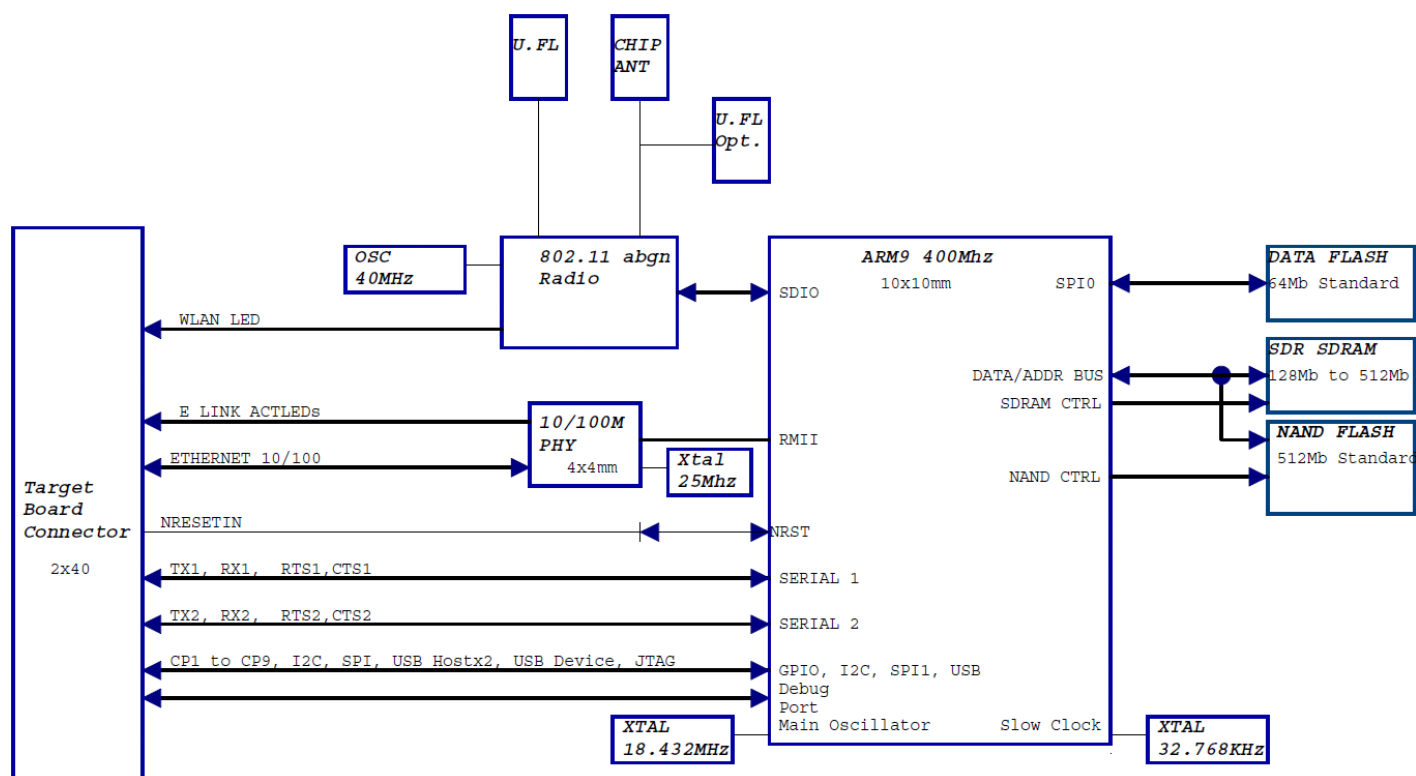 U.FL
CHIP
ANT
U.FL
Opt.
OSC
40MHz
802.11 abgn
Radio
WLAN LED
ARM9 400Mhz
10x10mm
SDIO
SPI0
DATA FLASH
64Mb Standard
DATA/ADDR BUS
SDRAM CTRL
SDR SDRAM
128Mb to 512Mb
E LINK ACTLEDs
ETHERNET 10/100
10/100M
PHY
4x4mm
Xtal
25Mhz
RMII
NAND CTRL
NAND FLASH
512Mb Standard
Target
Board
Connector
2x40
NRESETIN
NRST
TX1, RX1, RTS1,CTS1
SERIAL 1
TX2, RX2, RTS2,CTS2
SERIAL 2
CP1 to CP9, I2C, SPI, USB Hostx2, USB Device, JTAG
GPIO, I2C, SPI1, USB
Debug
Port
Main Oscillator
Slow Clock
XTAL
18.432MHz
XTAL
32.768KHz